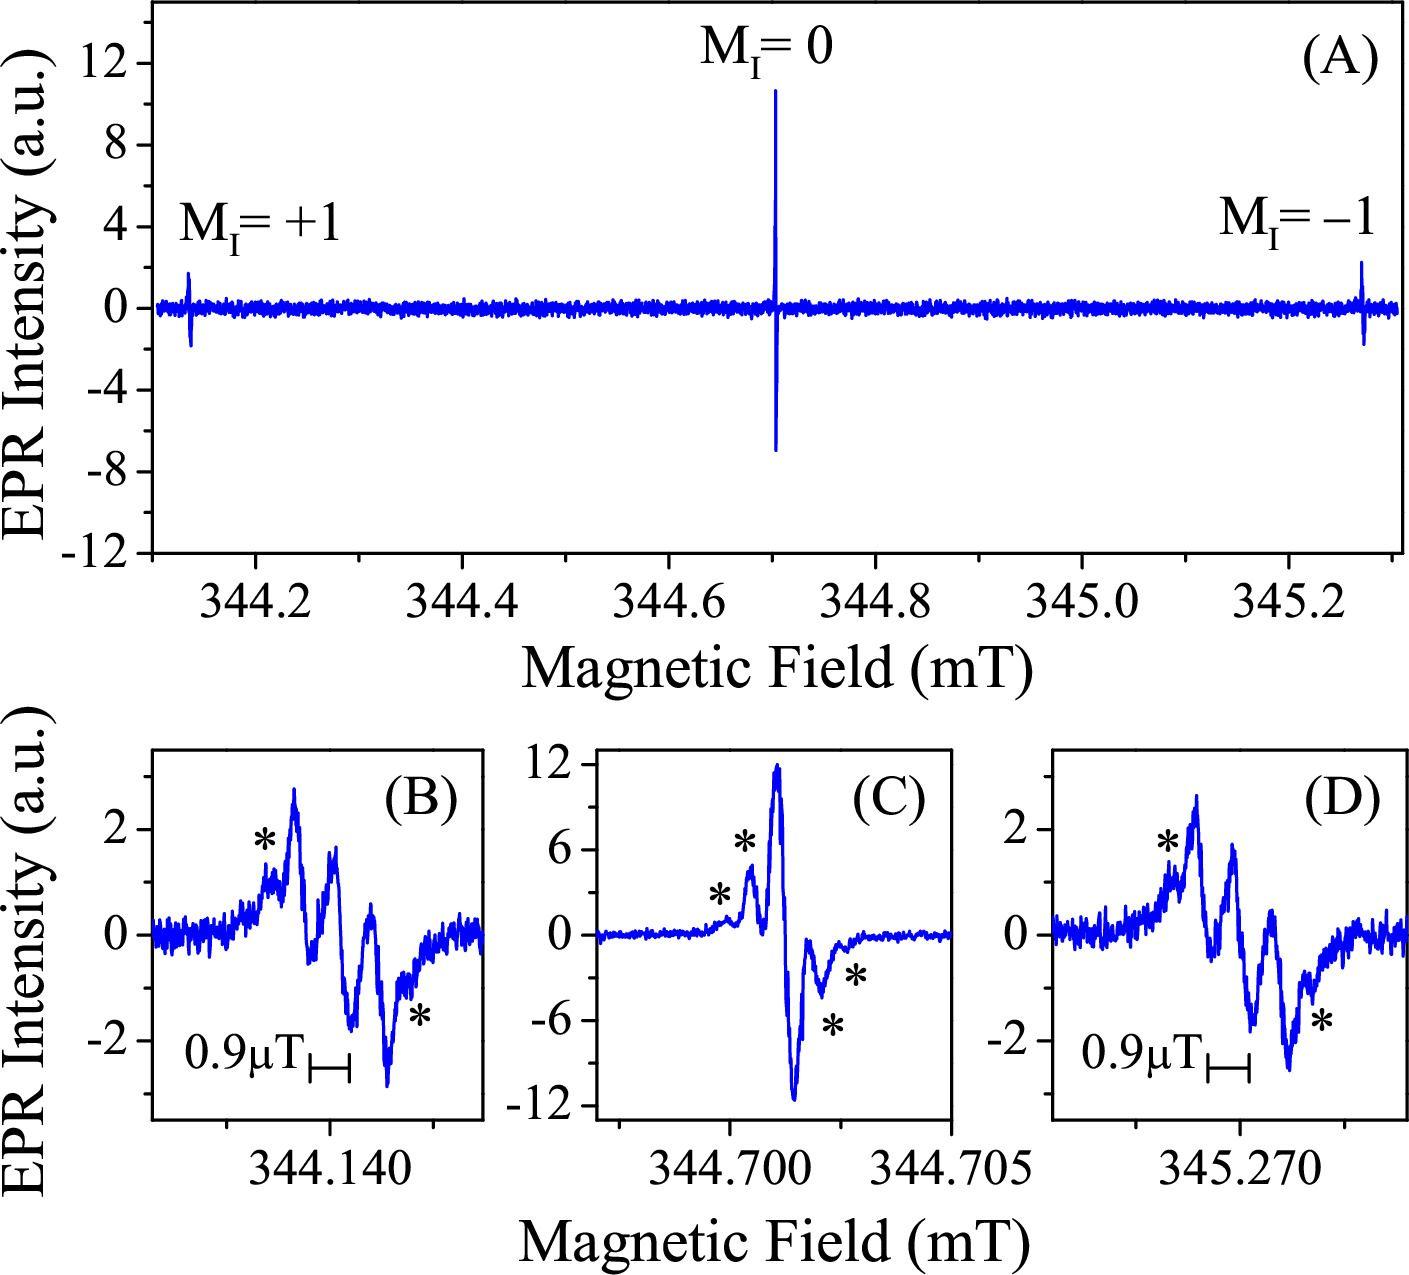 EPR Intensity (a.u.)
12
8
4
0
-4
-8
-12
M_I= +1
M_I= 0
M_I= −1
(A)
344.2 344.4 344.6 344.8 345.0 345.2
Magnetic Field (mT)
EPR Intensity (a.u.)
2
0
-2
(B)
*
*
0.9μT
344.140
12
6
0
-6
-12
(C)
*
*
*
*
344.700 344.705
2
0
-2
(D)
*
*
0.9μT
345.270
Magnetic Field (mT)